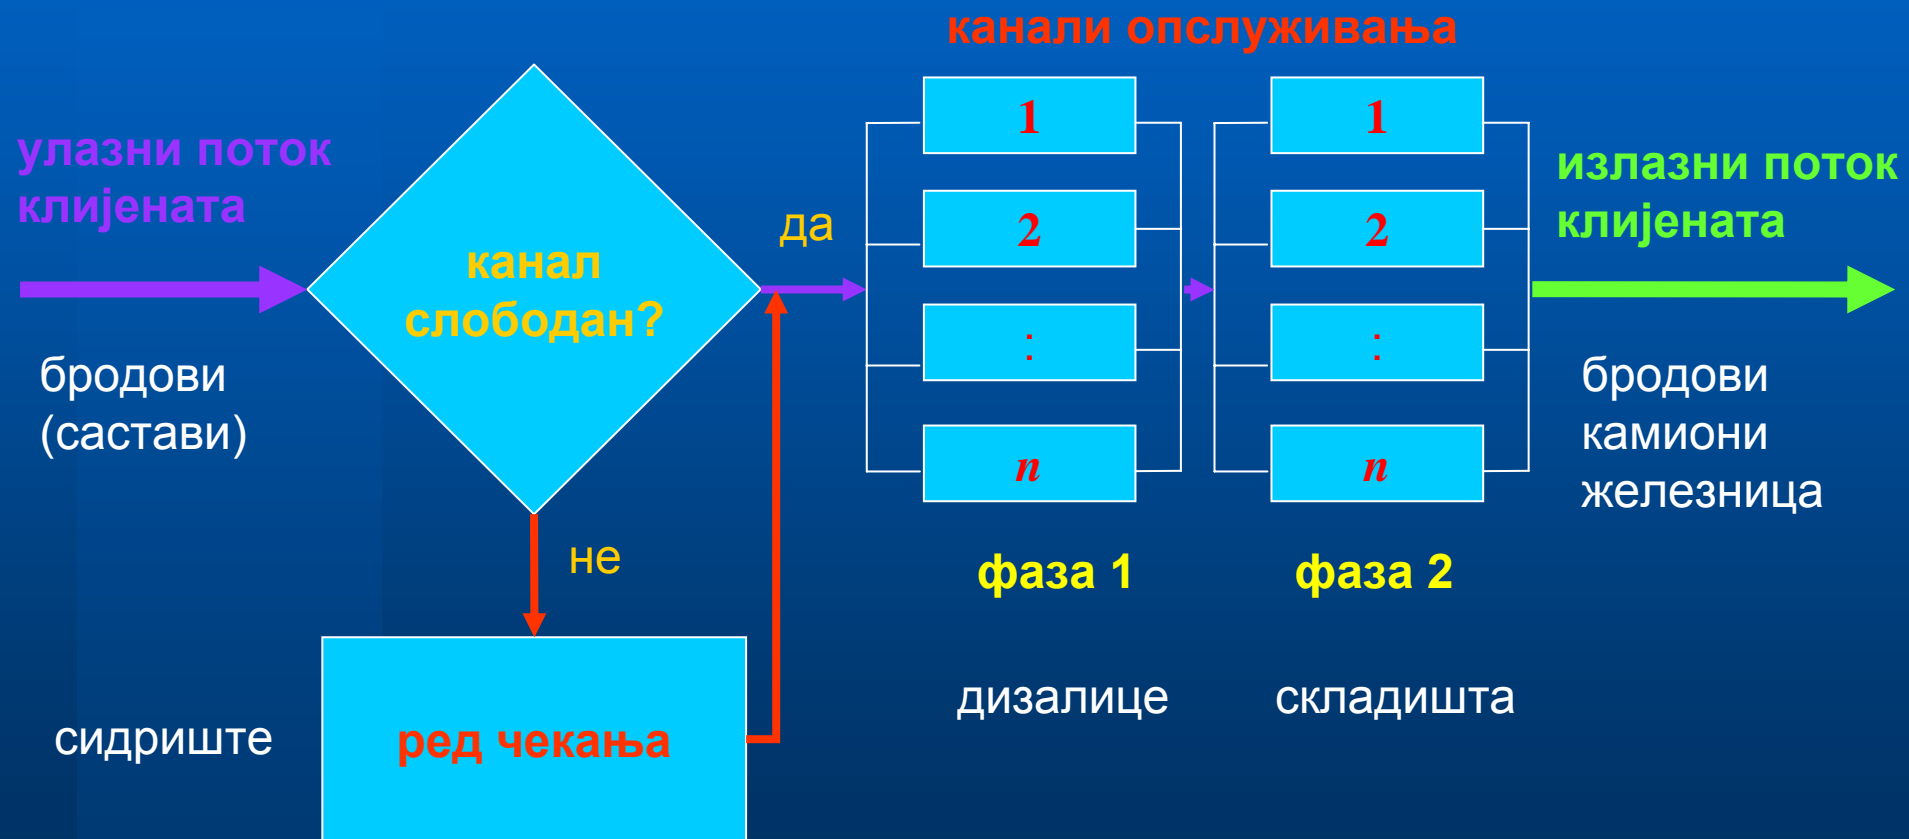 канали опслуживања
улазни поток
клијената
бродови
(састави)
канал
слободан?
да
не
сидриште
ред чекања
1
2
:
n
фаза 1
дизалице
1
2
:
n
фаза 2
складишта
излазни поток
клијената
бродови
камиони
железница